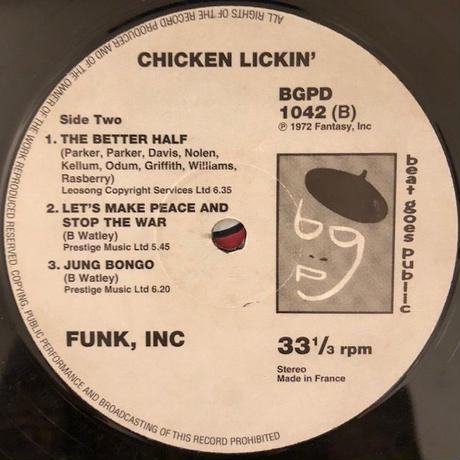 ALL RIGHTS OF THE RECORD PRODUCER AND OF THE OWNER OF THE WORK REPRODUCED RESERVED. COPYING, PUBLIC PERFORMANCE AND BROADCASTING OF THIS RECORD PROHIBITED
CHICKEN LICKIN'
BGPD
1042 (B)
℗ 1972 Fantasy, Inc
Side Two
1. THE BETTER HALF
(Parker, Parker, Davis, Nolen,
Kellum, Odum, Griffith, Williams,
Rasberry)
Leosong Copyright Services Ltd 6.35
2. LET'S MAKE PEACE AND
STOP THE WAR
(B Watley)
Prestige Music Ltd 5.45
3. JUNG BONGO
(B Watley)
Prestige Music Ltd 6.20
bgp
beat goes public
FUNK, INC
33 1/3 rpm
Stereo
Made in France